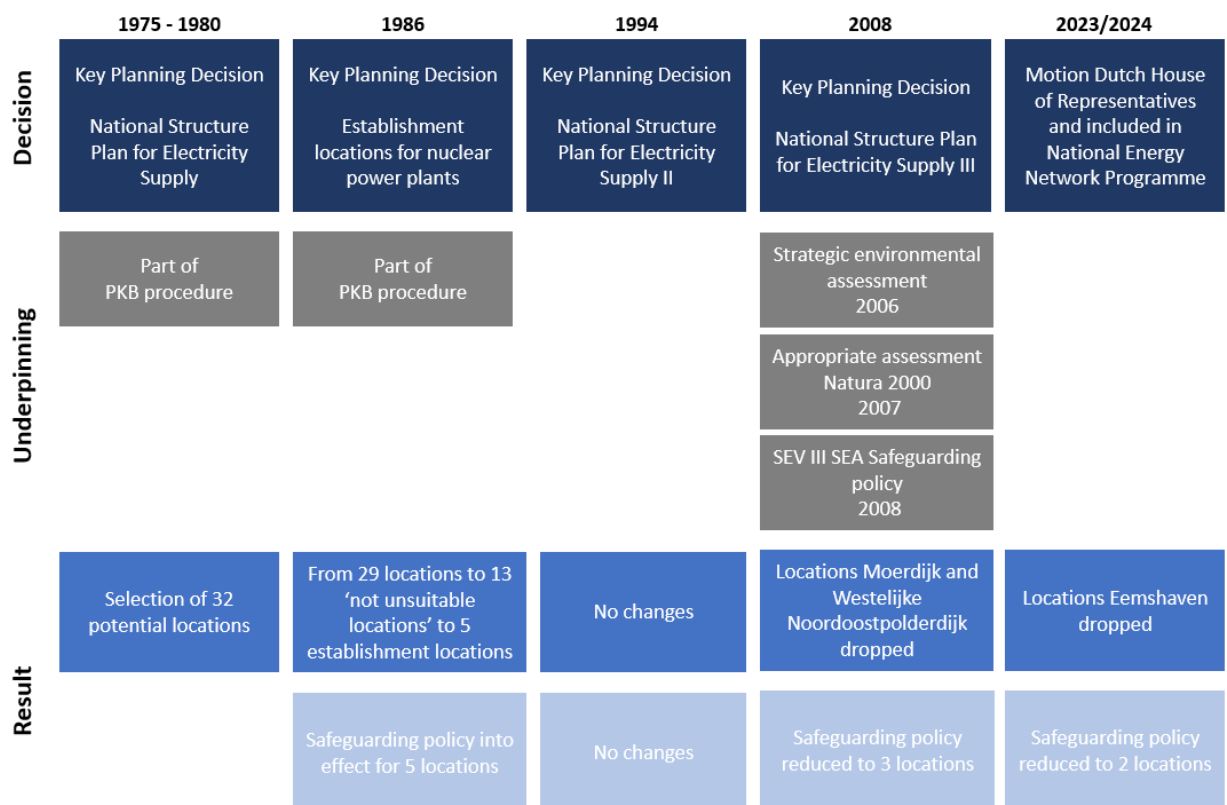 1975 - 1980
1986
1994
2008
2023/2024
Decision
Key Planning Decision
National Structure
Plan for Electricity
Supply
Key Planning Decision
Establishment
locations for nuclear
power plants
Key Planning Decision
National Structure
Plan for Electricity
Supply II
Key Planning Decision
National Structure Plan
for Electricity Supply III
Motion Dutch House
of Representatives
and included in
National Energy
Network Programme
Underpinning
Part of
PKB procedure
Part of
PKB procedure
Strategic environmental
assessment
2006
Appropriate assessment
Natura 2000
2007
SEV III SEA Safeguarding
policy
2008
Result
Selection of 32
potential locations
From 29 locations to 13
‘not unsuitable
locations’ to 5
establishment locations
No changes
Locations Moerdijk and
Westelijke
Noordoostpolderdijk
dropped
Locations Eemshaven
dropped
Safeguarding policy into
effect for 5 locations
No changes
Safeguarding policy
reduced to 3 locations
Safeguarding policy
reduced to 2 locations